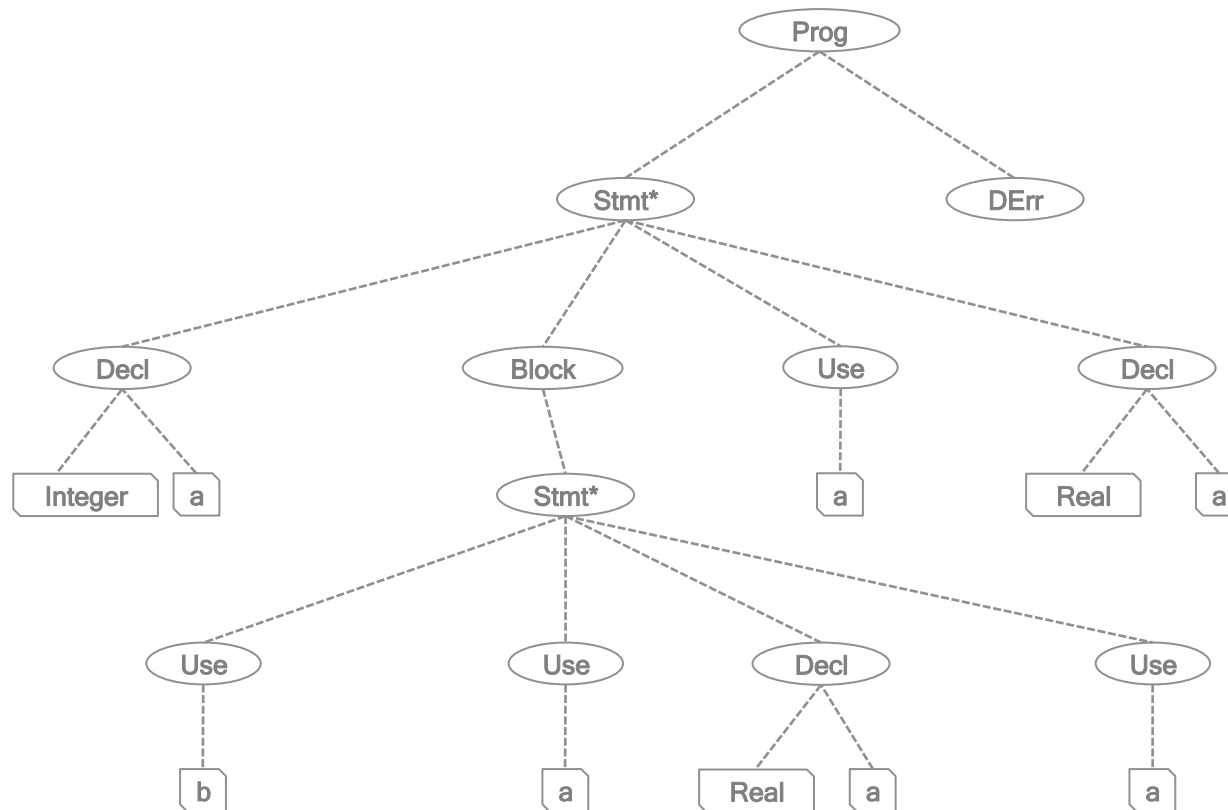 Prog
Stmt*
DErr
Decl
Block
Use
Decl
Integer
a
Stmt*
a
Real
a
Use
Use
Decl
Use
b
a
Real
a
a